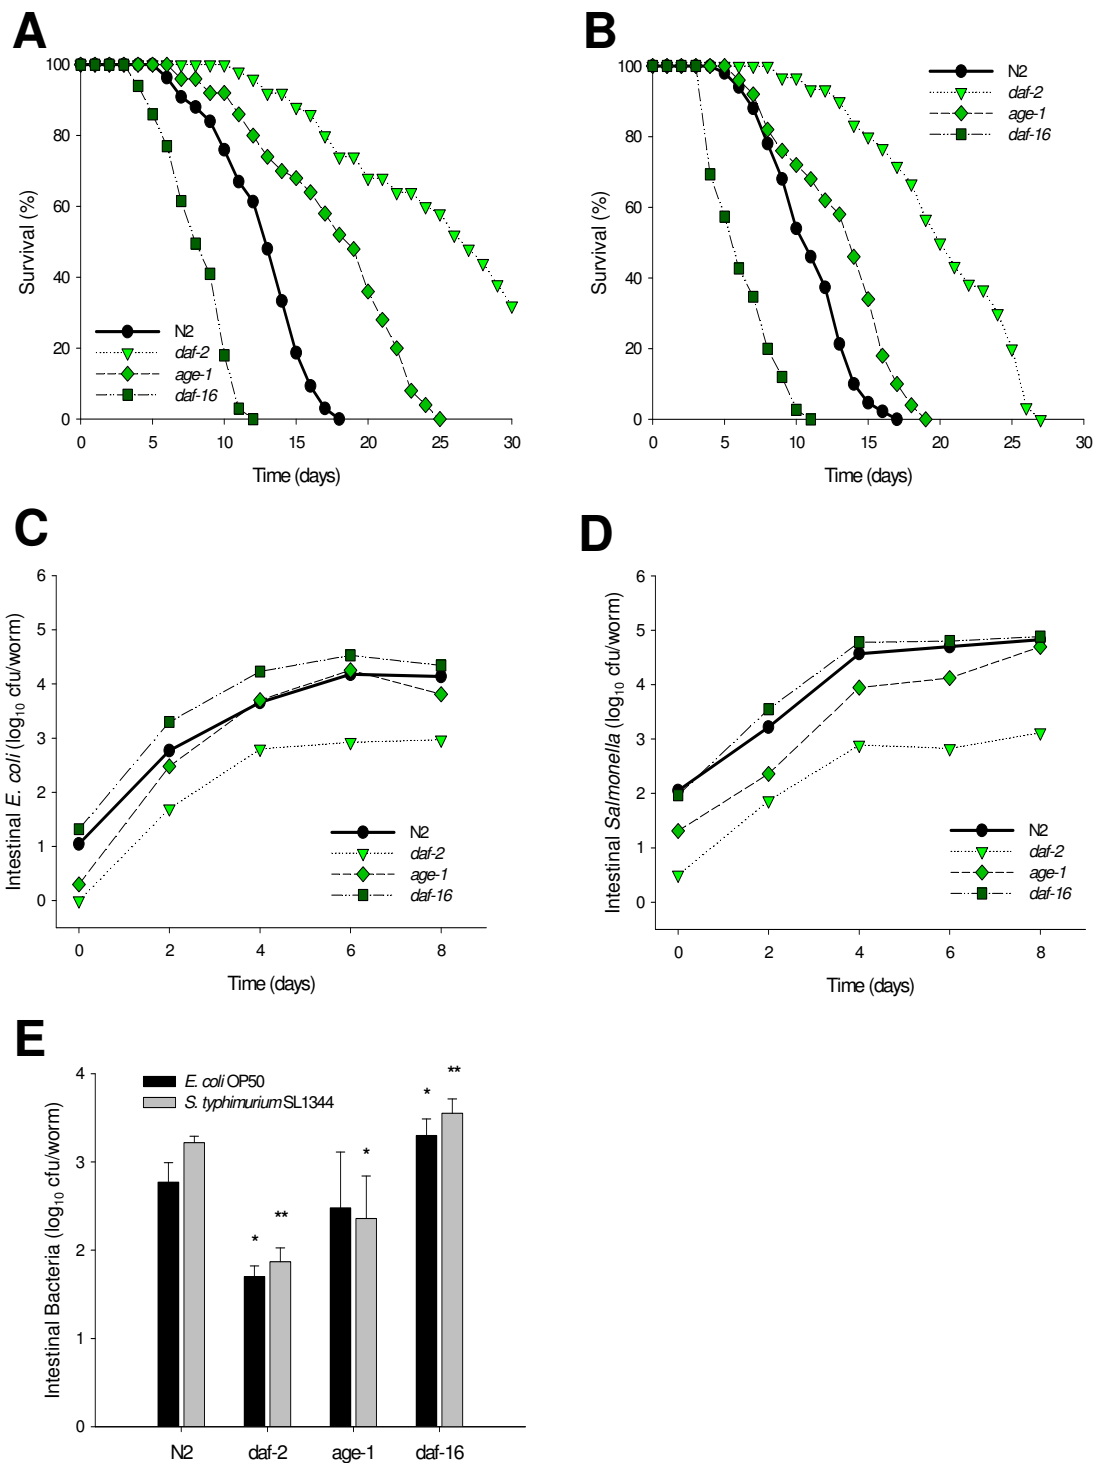 A
B
100
80
60
40
20
0
Survival (%)
N2
daf-2
age-1
daf-16
0 5 10 15 20 25 30
Time (days)
100
80
60
40
20
0
Survival (%)
N2
daf-2
age-1
daf-16
0 5 10 15 20 25 30
Time (days)
C
D
6
5
4
3
2
1
0
Intestinal E. coli (log10 cfu/worm)
N2
daf-2
age-1
daf-16
0 2 4 6 8
Time (days)
6
5
4
3
2
1
0
Intestinal Salmonella (log10 cfu/worm)
N2
daf-2
age-1
daf-16
0 2 4 6 8
Time (days)
E
4
3
2
1
0
Intestinal Bacteria (log10 cfu/worm)
E. coli OP50
S. typhimurium SL1344
* ** * * **
N2 daf-2 age-1 daf-16